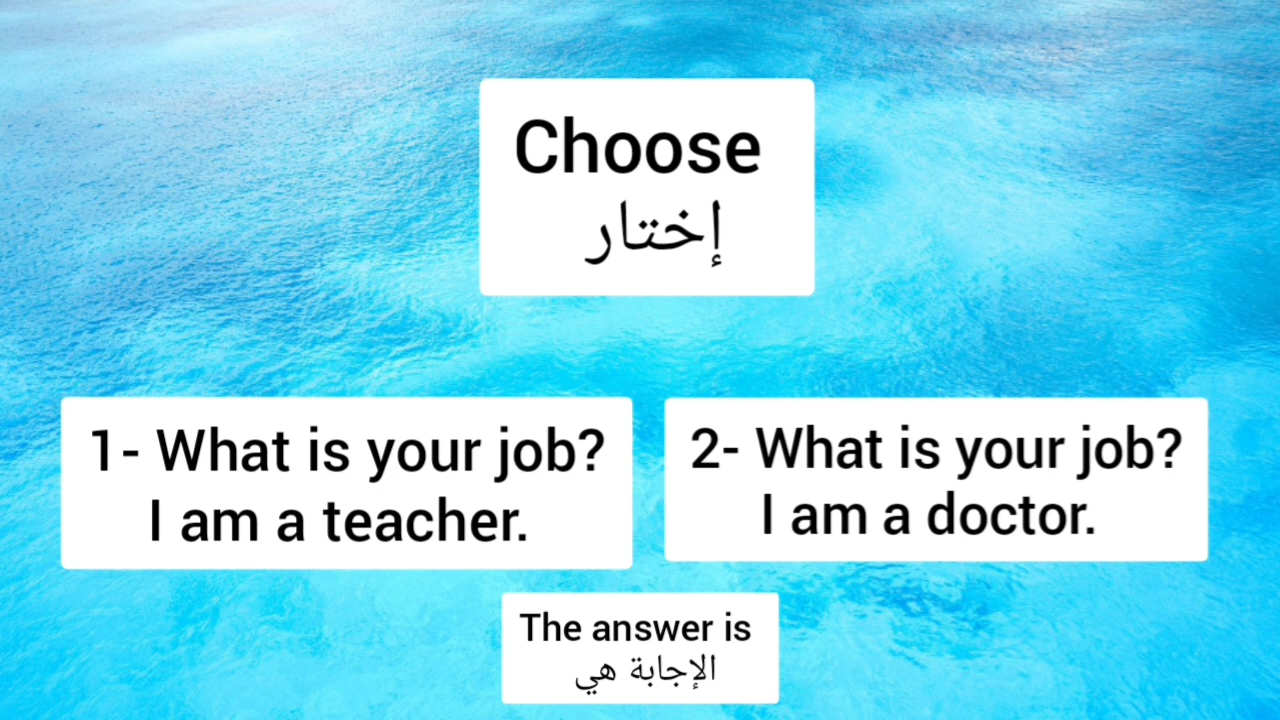 Choose
إختار
1- What is your job?
I am a teacher.
2- What is your job?
I am a doctor.
The answer is
الإجابة هي